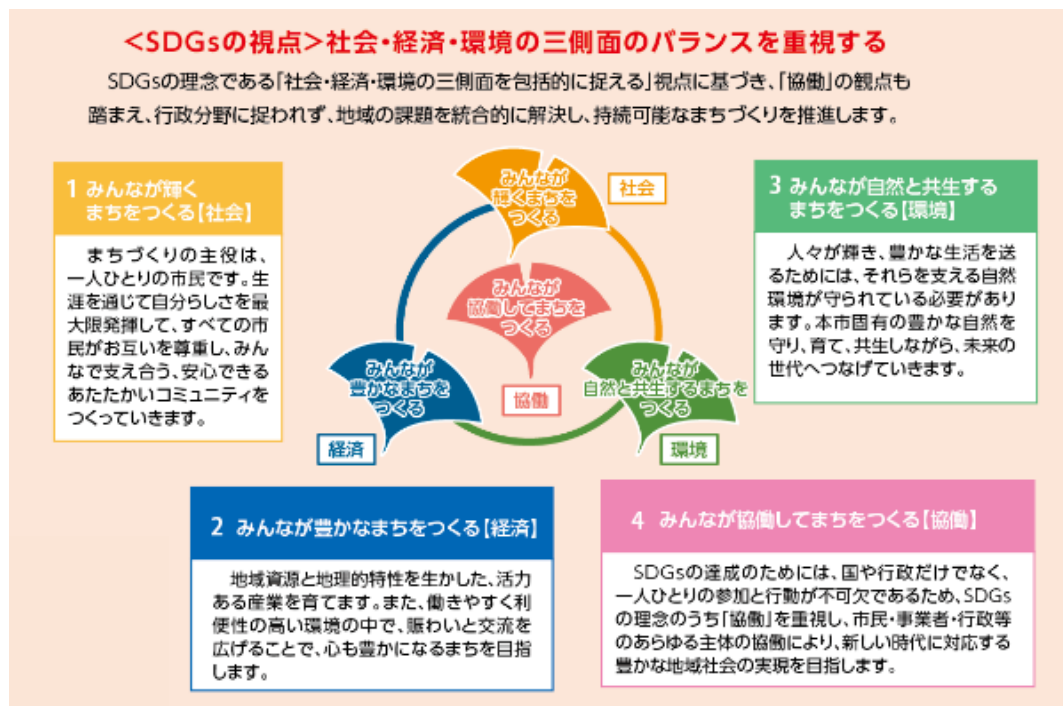 <SDGsの視点>社会・経済・環境の三側面のバランスを重視する
SDGsの理念である「社会・経済・環境の三側面を包括的に捉える」視点に基づき、「協働」の観点も
踏まえ、行政分野に捉われず、地域の課題を統合的に解決し、持続可能なまちづくりを推進します。
1 みんなが輝く
まちをつくる【社会】
まちづくりの主役は、
一人ひとりの市民です。生
涯を通じて自分らしさを最
大限発揮して、すべての市
民がお互いを尊重し、みん
なで支え合う、安心できる
あたたかいコミュニティを
つくっていきます。
みんなが
輝くまちを
つくる
社会
みんなが
協働してまちを
つくる
協働
みんなが
豊かなまちを
つくる
経済
みんなが
自然と共生するまちを
つくる
環境
3 みんなが自然と共生する
まちをつくる【環境】
人々が輝き、豊かな生活を送
るためには、それらを支える自然
環境が守られている必要があり
ます。本市固有の豊かな自然を
守り、育て、共生しながら、未来の
世代へつなげていきます。
2 みんなが豊かなまちをつくる【経済】
地域資源と地理的特性を生かした、活力
ある産業を育てます。また、働きやすく利
便性の高い環境の中で、賑わいと交流を
広げることで、心も豊かになるまちを目指
します。
4 みんなが協働してまちをつくる【協働】
SDGsの達成のためには、国や行政だけでなく、
一人ひとりの参加と行動が不可欠であるため、SDGs
の理念のうち「協働」を重視し、市民・事業者・行政等
のあらゆる主体の協働により、新しい時代に対応する
豊かな地域社会の実現を目指します。